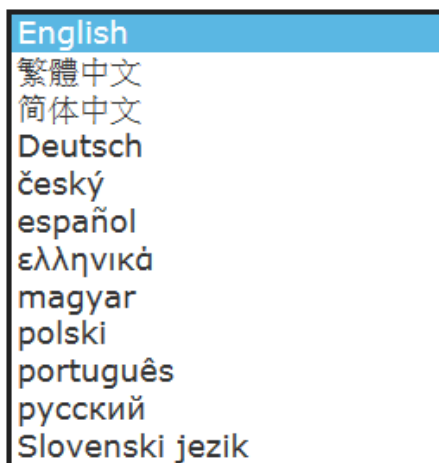 English
繁體中文
简体中文
Deutsch
český
español
ελληνικά
magyar
polski
português
русский
Slovenski jezik